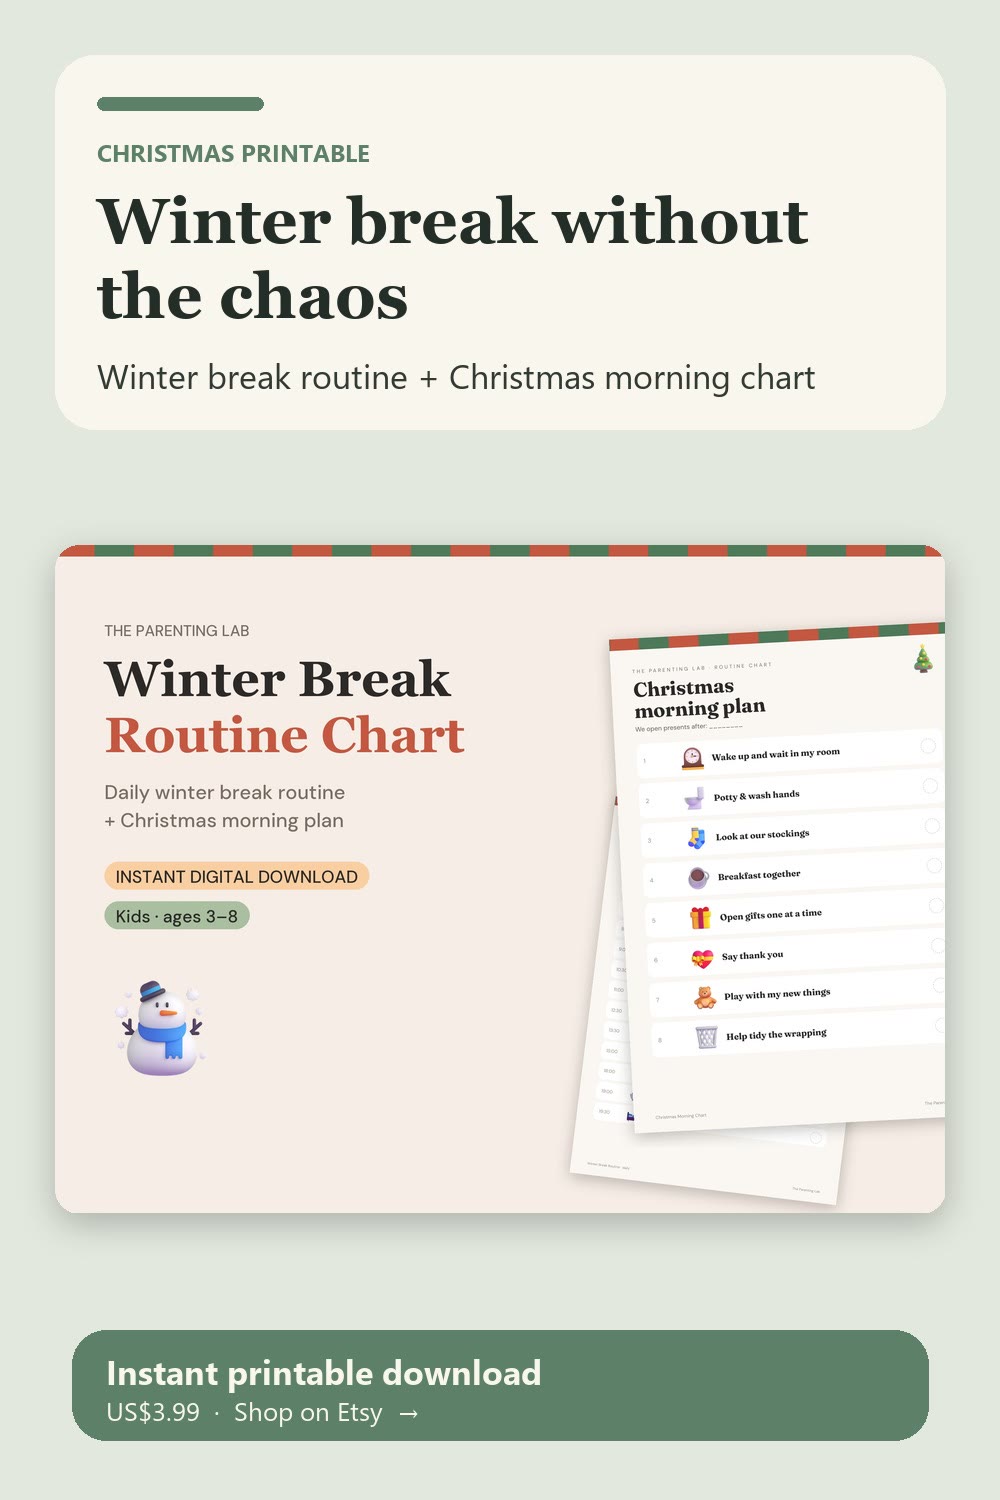 CHRISTMAS PRINTABLE
Winter break without
the chaos
Winter break routine + Christmas morning chart
THE PARENTING LAB
Winter Break
Routine Chart
Daily winter break routine
+ Christmas morning plan
INSTANT DIGITAL DOWNLOAD
Kids · ages 3–8
THE PARENTING LAB · ROUTINE CHART
Christmas
morning plan
We open presents after: ________
1 Wake up and wait in my room
2 Potty & wash hands
3 Look at our stockings
4 Breakfast together
5 Open gifts one at a time
6 Say thank you
7 Play with my new things
8 Help tidy the wrapping
Christmas Morning Chart
The Parenting Lab
Instant printable download
US$3.99 · Shop on Etsy →